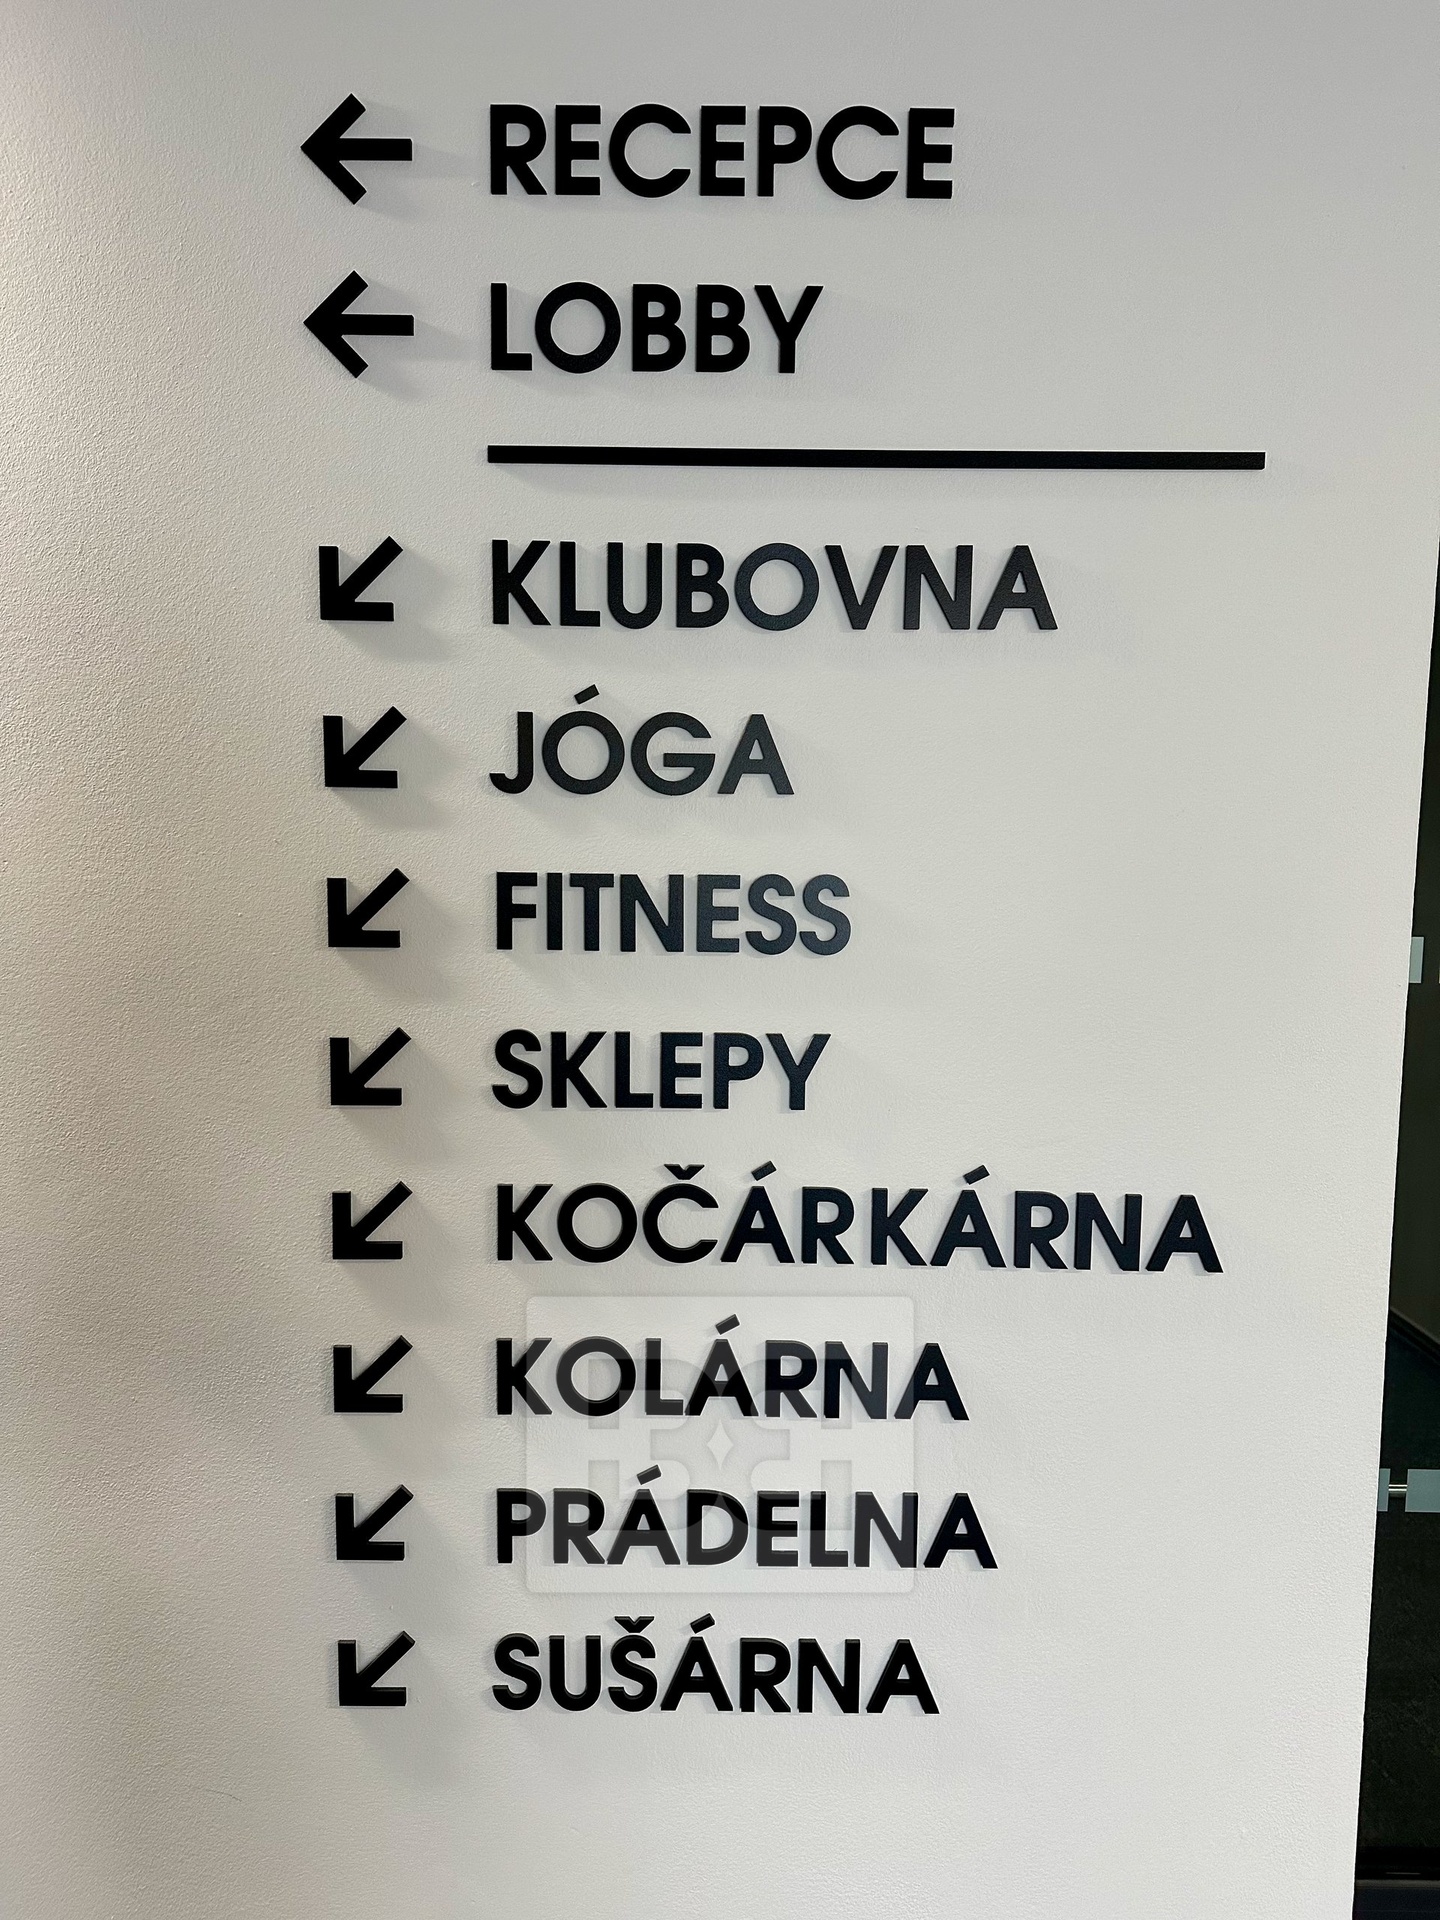 RECEPCE
LOBBY
KLUBOVNA
JÓGA
FITNESS
SKLEPY
KOČÁRKÁRNA
KOLÁRNA
PRÁDELNA
SUŠÁRNA